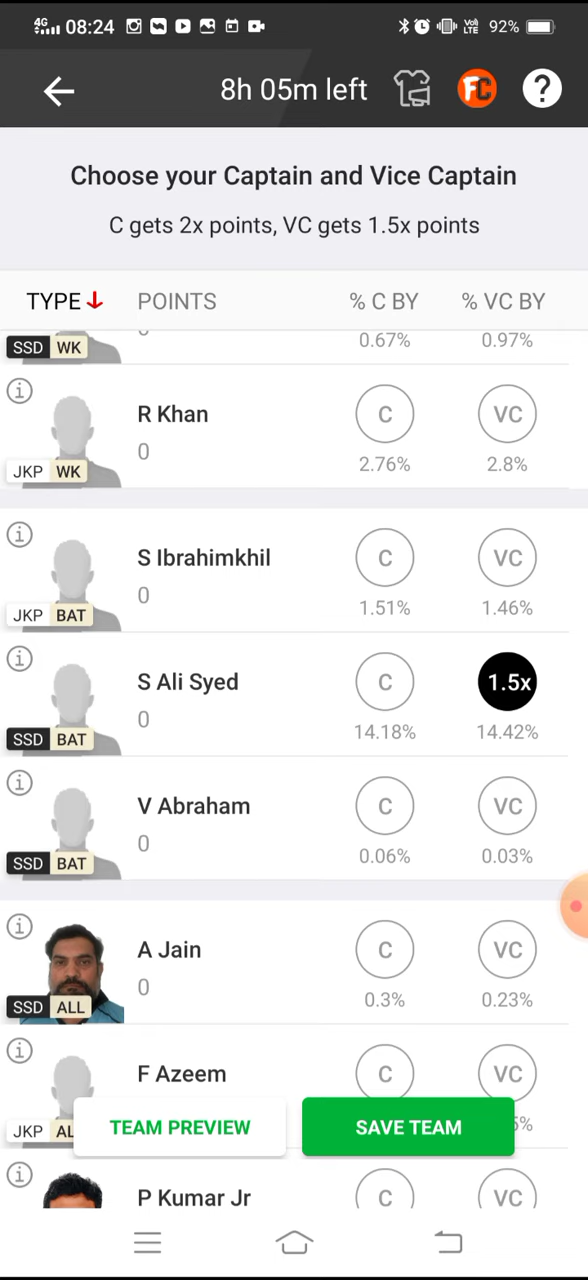 4G 08:24 Vo) LTE 92%
8h 05m left FC ?
Choose your Captain and Vice Captain
C gets 2x points, VC gets 1.5x points
TYPE POINTS % C BY % VC BY
SSD WK 0.67% 0.97%
R Khan C VC
0
JKP WK 2.76% 2.8%
S Ibrahimkhil C VC
0
JKP BAT 1.51% 1.46%
S Ali Syed C 1.5x
0
SSD BAT 14.18% 14.42%
V Abraham C VC
0
SSD BAT 0.06% 0.03%
A Jain C VC
0
SSD ALL 0.3% 0.23%
F Azeem C VC
JKP TEAM PREVIEW SAVE TEAM
P Kumar Jr C VC